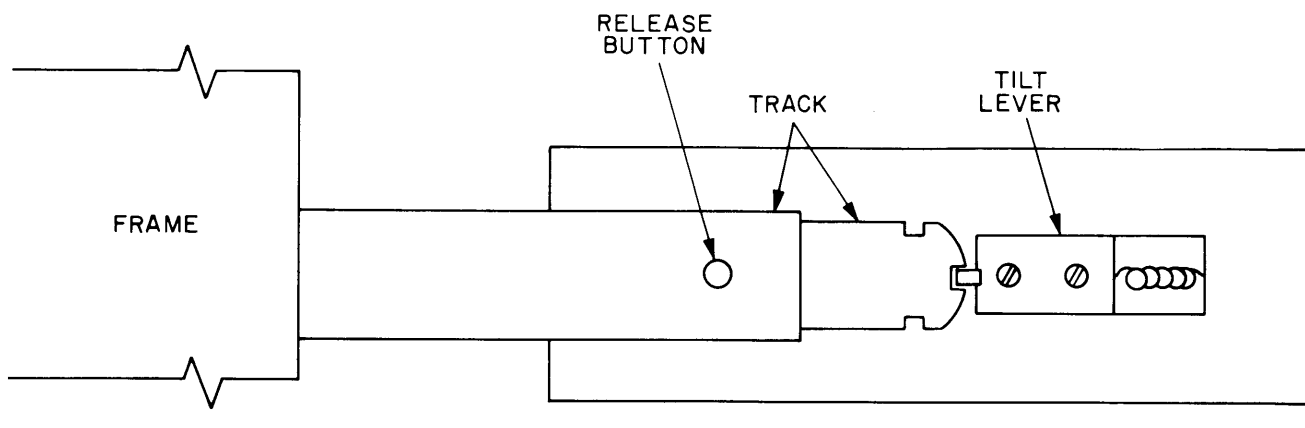 RELEASE
BUTTON
TRACK
TILT
LEVER
FRAME